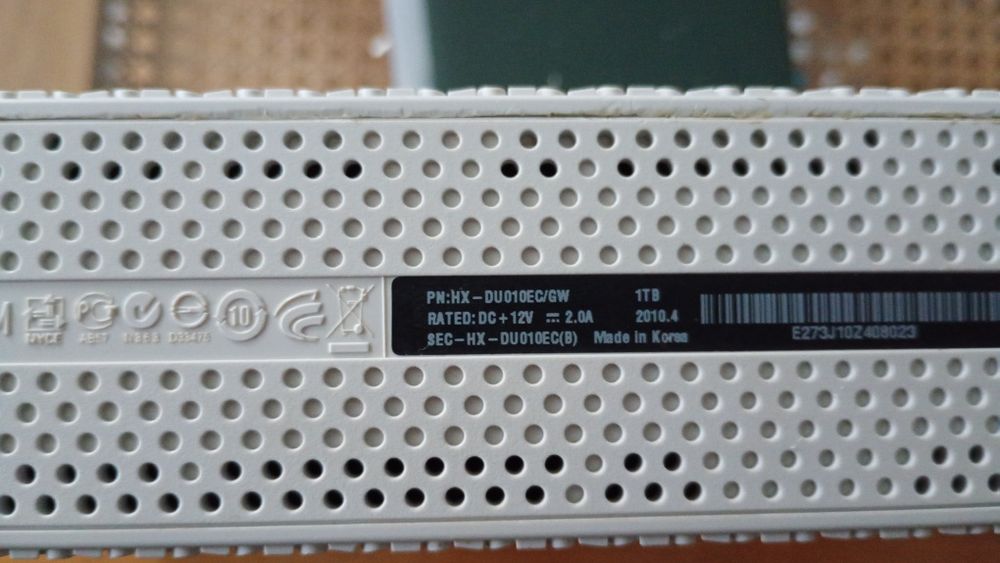 PN:HX-DU010EC/GW 1TB
RATED:DC+12V ⎓ 2.0A 2010.4
SEC-HX-DU010EC(B) Made in Korea
E273J10Z408023
10